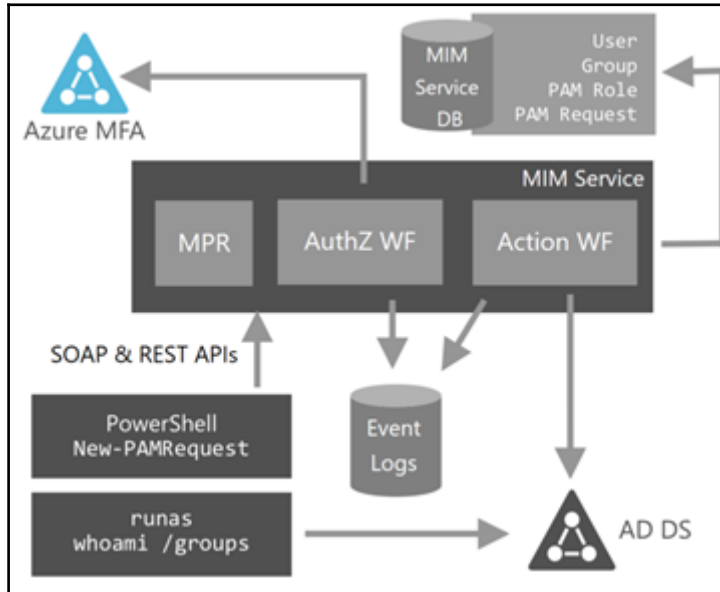 MIM
Service
DB
User
Group
PAM Role
PAM Request
Azure MFA
MIM Service
MPR
AuthZ WF
Action WF
SOAP & REST APIs
PowerShell
New-PAMRequest
Event
Logs
runas
whoami /groups
AD DS